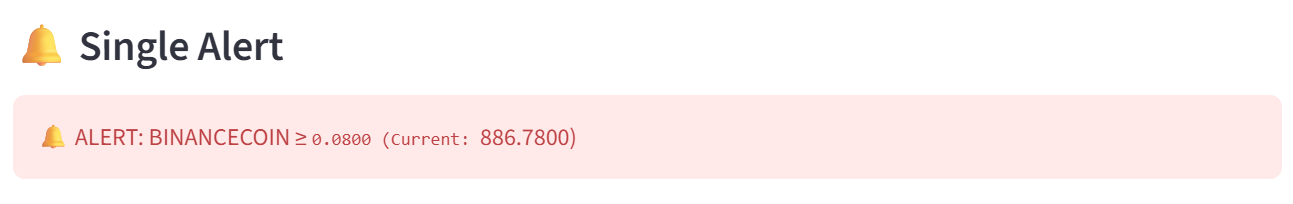 🔔 Single Alert
🔔 ALERT: BINANCECOIN ≥ 0.0800 (Current: 886.7800)